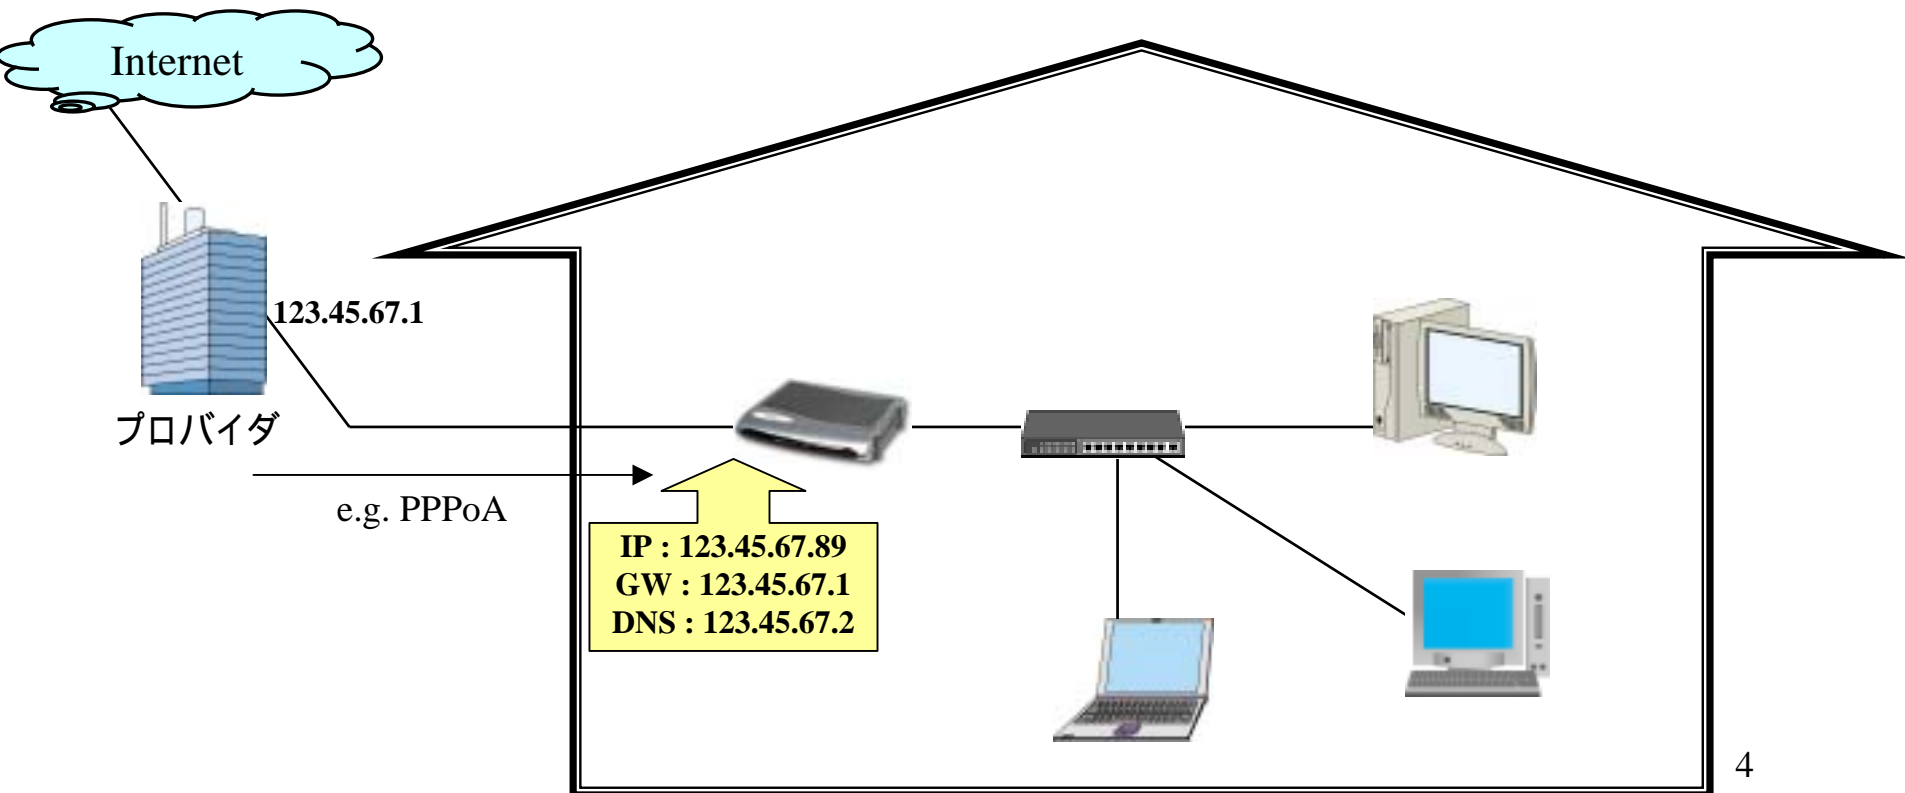 Internet
123.45.67.1
プロバイダ
e.g. PPPoA
IP : 123.45.67.89
GW : 123.45.67.1
DNS : 123.45.67.2
4